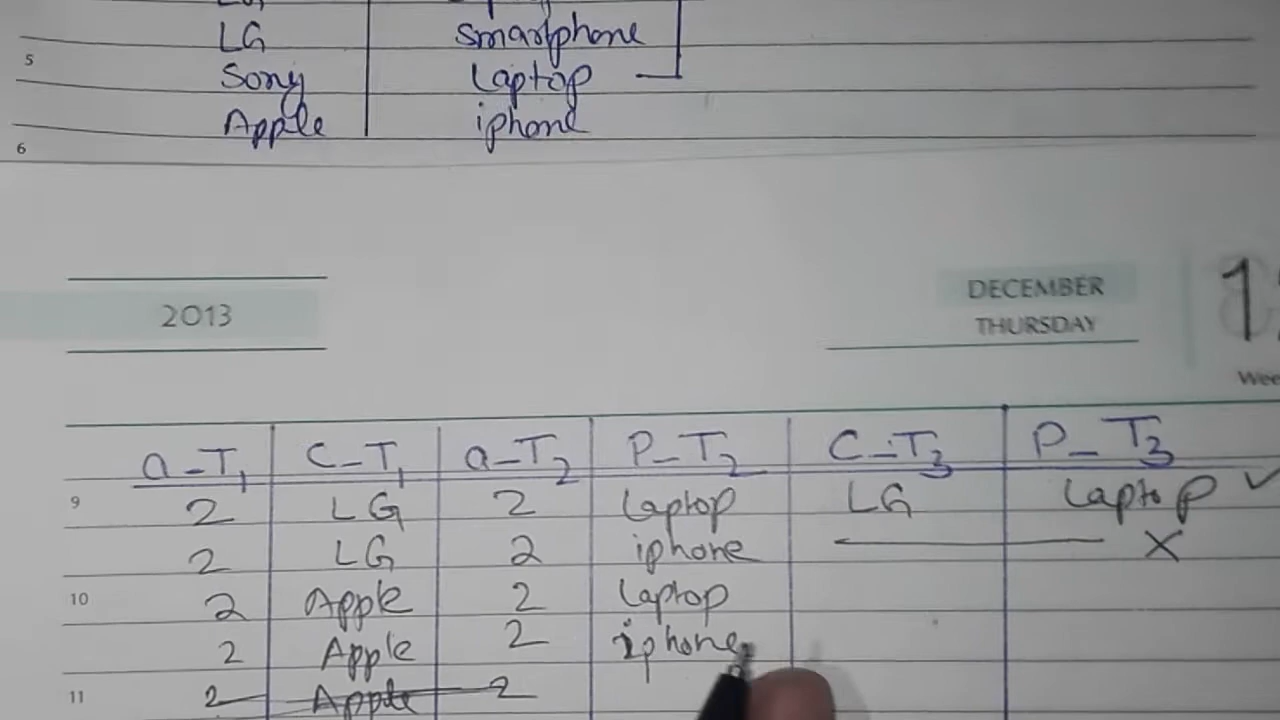 LG smartphone
5
Sony Laptop
Apple iphone
6
2013
DECEMBER
THURSDAY
1
Wee
a_T1 C_T1 a_T2 P_T2 C_T3 P_T3
9 2 LG 2 Laptop LG Laptop ✓
2 LG 2 iphone — X
10 2 Apple 2 Laptop
2 Apple 2 iphone
11 2 Apple 2